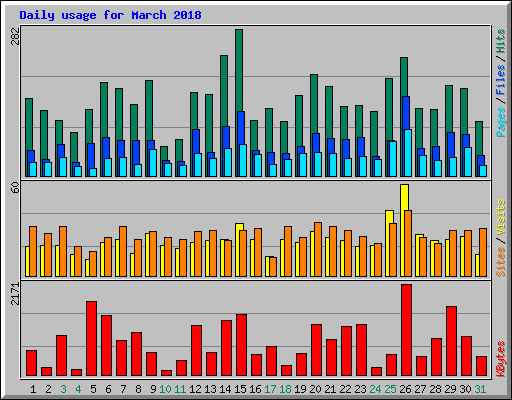 Daily usage for March 2018
282
Pages / Files / Hits
60
Sites / Visits
2171
KBytes
1 2 3 4 5 6 7 8 9 10 11 12 13 14 15 16 17 18 19 20 21 22 23 24 25 26 27 28 29 30 31